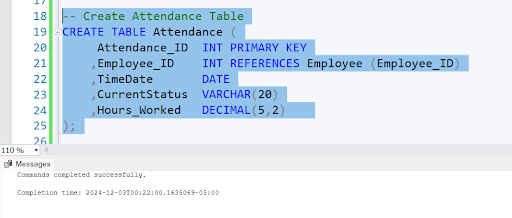 17
18 -- Create Attendance Table
19 CREATE TABLE Attendance (
20 Attendance_ID INT PRIMARY KEY
21 ,Employee_ID INT REFERENCES Employee (Employee_ID)
22 ,TimeDate DATE
23 ,CurrentStatus VARCHAR(20)
24 ,Hours_Worked DECIMAL(5,2)
25 );
26
110 %
Messages
Commands completed successfully.
Completion time: 2024-12-03T00:22:00.1635069-05:00